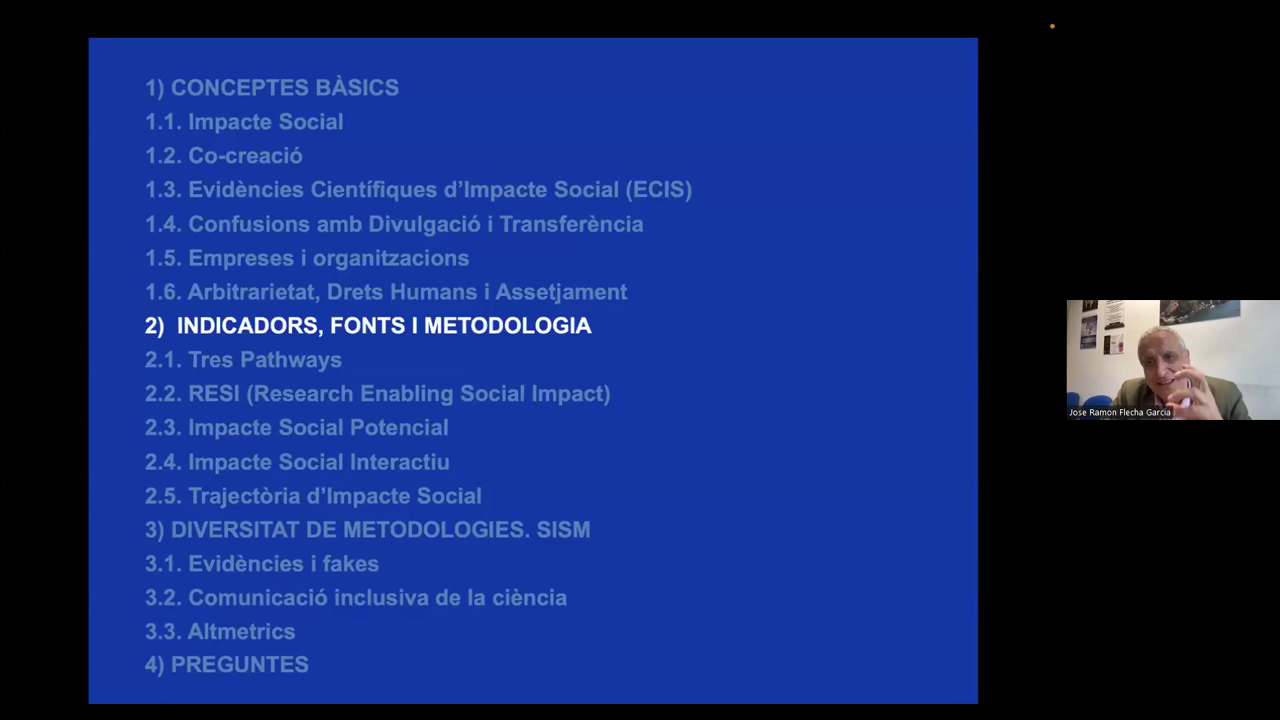 1) CONCEPTES BÀSICS
1.1. Impacte Social
1.2. Co-creació
1.3. Evidències Científiques d’Impacte Social (ECIS)
1.4. Confusions amb Divulgació i Transferència
1.5. Empreses i organitzacions
1.6. Arbitrarietat, Drets Humans i Assetjament
2) INDICADORS, FONTS I METODOLOGIA
2.1. Tres Pathways
2.2. RESI (Research Enabling Social Impact)
2.3. Impacte Social Potencial
2.4. Impacte Social Interactiu
2.5. Trajectòria d’Impacte Social
3) DIVERSITAT DE METODOLOGIES. SISM
3.1. Evidències i fakes
3.2. Comunicació inclusiva de la ciència
3.3. Altmetrics
4) PREGUNTES
Jose Ramon Flecha Garcia